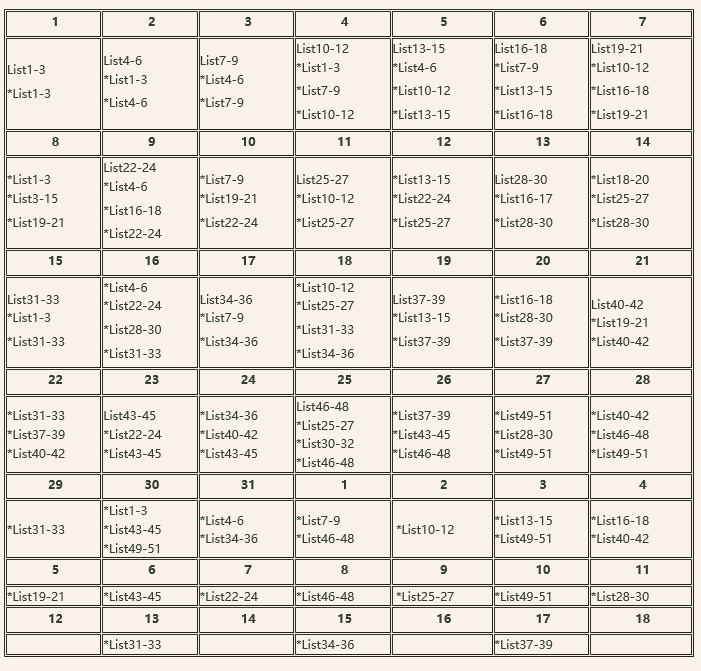 1 2 3 4 5 6 7
List1-3
*List1-3
List4-6
*List1-3
*List4-6
List7-9
*List4-6
*List7-9
List10-12
*List1-3
*List7-9
*List10-12
List13-15
*List4-6
*List10-12
*List13-15
List16-18
*List7-9
*List13-15
*List16-18
List19-21
*List10-12
*List16-18
*List19-21
8 9 10 11 12 13 14
*List1-3
*List3-15
*List19-21
List22-24
*List4-6
*List16-18
*List22-24
*List7-9
*List19-21
*List22-24
List25-27
*List10-12
*List25-27
*List13-15
*List22-24
*List25-27
List28-30
*List16-17
*List28-30
*List18-20
*List25-27
*List28-30
15 16 17 18 19 20 21
List31-33
*List1-3
*List31-33
*List4-6
*List22-24
*List28-30
*List31-33
List34-36
*List7-9
*List34-36
*List10-12
*List25-27
*List31-33
*List34-36
List37-39
*List13-15
*List37-39
*List16-18
*List28-30
*List37-39
List40-42
*List19-21
*List40-42
22 23 24 25 26 27 28
*List31-33
*List37-39
*List40-42
List43-45
*List22-24
*List43-45
*List34-36
*List40-42
*List43-45
List46-48
*List25-27
*List30-32
*List46-48
*List37-39
*List43-45
*List46-48
*List49-51
*List28-30
*List49-51
*List40-42
*List46-48
*List49-51
29 30 31 1 2 3 4
*List31-33
*List1-3
*List43-45
*List49-51
*List4-6
*List34-36
*List7-9
*List46-48
*List10-12
*List13-15
*List49-51
*List16-18
*List40-42
5 6 7 8 9 10 11
*List19-21
*List43-45
*List22-24
*List46-48
*List25-27
*List49-51
*List28-30
12 13 14 15 16 17 18
*List31-33
*List34-36
*List37-39